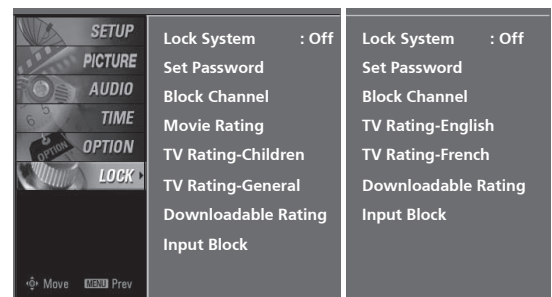 SETUP
PICTURE
AUDIO
TIME
OPTION
LOCK
Move MENU Prev
Lock System : Off
Set Password
Block Channel
Movie Rating
TV Rating-Children
TV Rating-General
Downloadable Rating
Input Block
Lock System : Off
Set Password
Block Channel
TV Rating-English
TV Rating-French
Downloadable Rating
Input Block